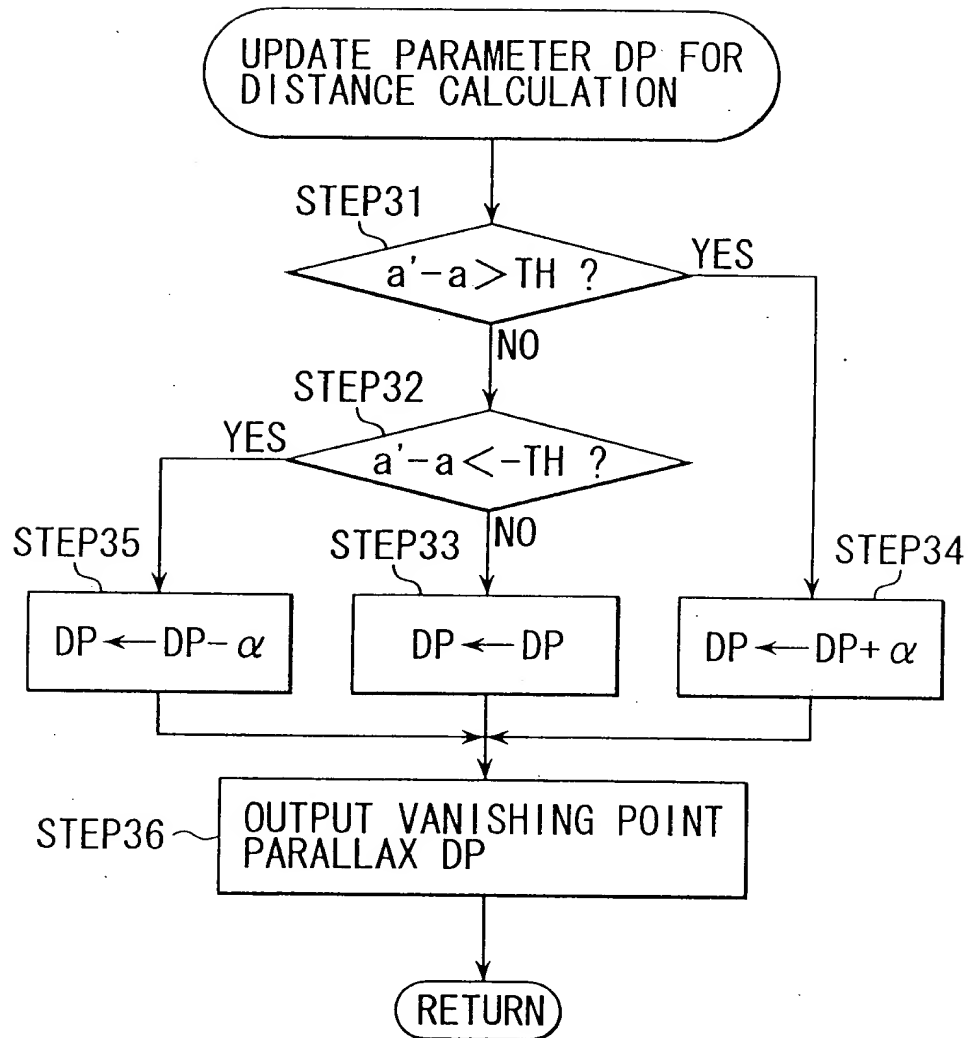 UPDATE PARAMETER DP FOR
DISTANCE CALCULATION
STEP31
a'-a>TH ?
YES
NO
STEP32
YES
a'-a<-TH ?
NO
STEP35
STEP33
STEP34
DP←DP-α
DP←DP
DP←DP+α
STEP36
OUTPUT VANISHING POINT
PARALLAX DP
RETURN